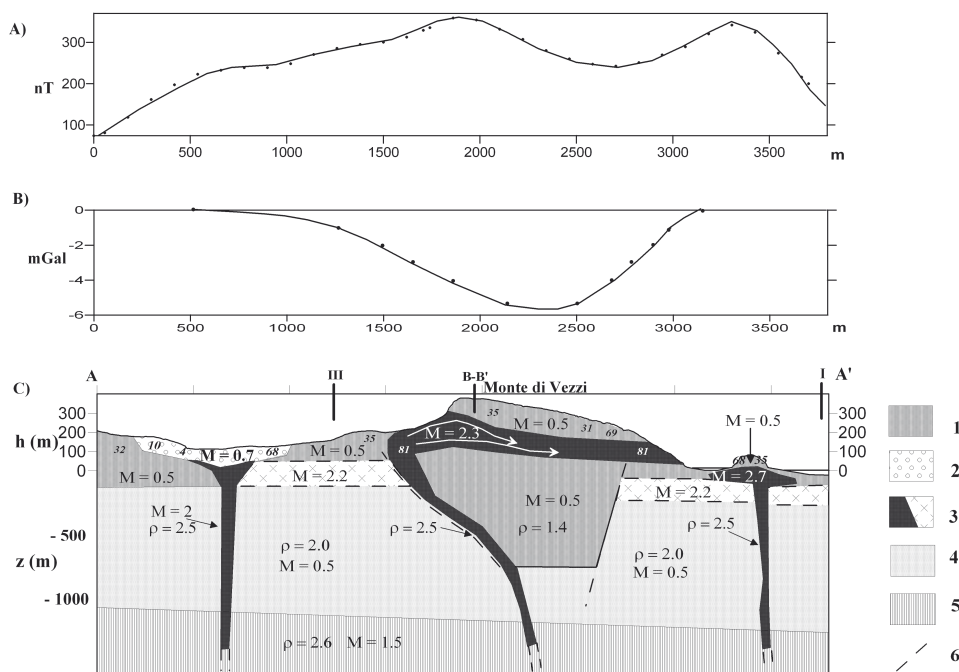 A)
300
200
100
nT
0 500 1000 1500 2000 2500 3000 3500 m
B)
0
-2
-4
-6
mGal
0 500 1000 1500 2000 2500 3000 3500 m
C) A III B-B' I A'
Monte di Vezzi
300 300
h (m) 200 200
100 100
0 0
- 500
z (m)
- 1000
32 10 4 68 35 81 35 31 69 81 68 35
M = 0.7
M = 0.5
M = 0.5
M = 2.2
M = 2.3
M = 0.5
M = 0.5
M = 2.7
M = 2.2
M = 2
ρ = 2.5
ρ = 2.0
M = 0.5
ρ = 2.5
M = 0.5
ρ = 1.4
ρ = 2.0
M = 0.5
ρ = 2.5
ρ = 2.6 M = 1.5
1
2
3
4
5
6